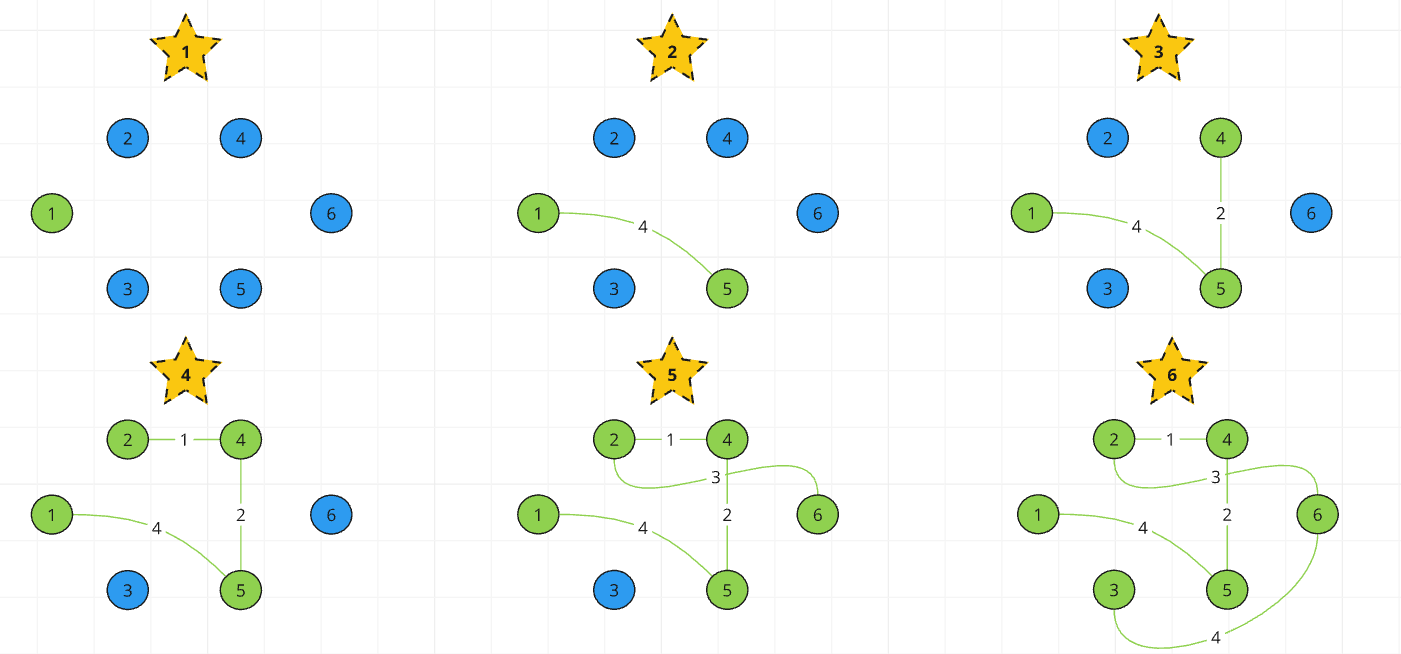 1 2 3
2 4 2 4 2 4
1 6 1 4 6 1 4 2 6
3 5 3 5 3 5
4 5 6
2 1 4 2 1 4 2 1 4
3 3
1 4 2 6 1 4 2 6 1 4 2 6
3 5 3 5 3 5
4